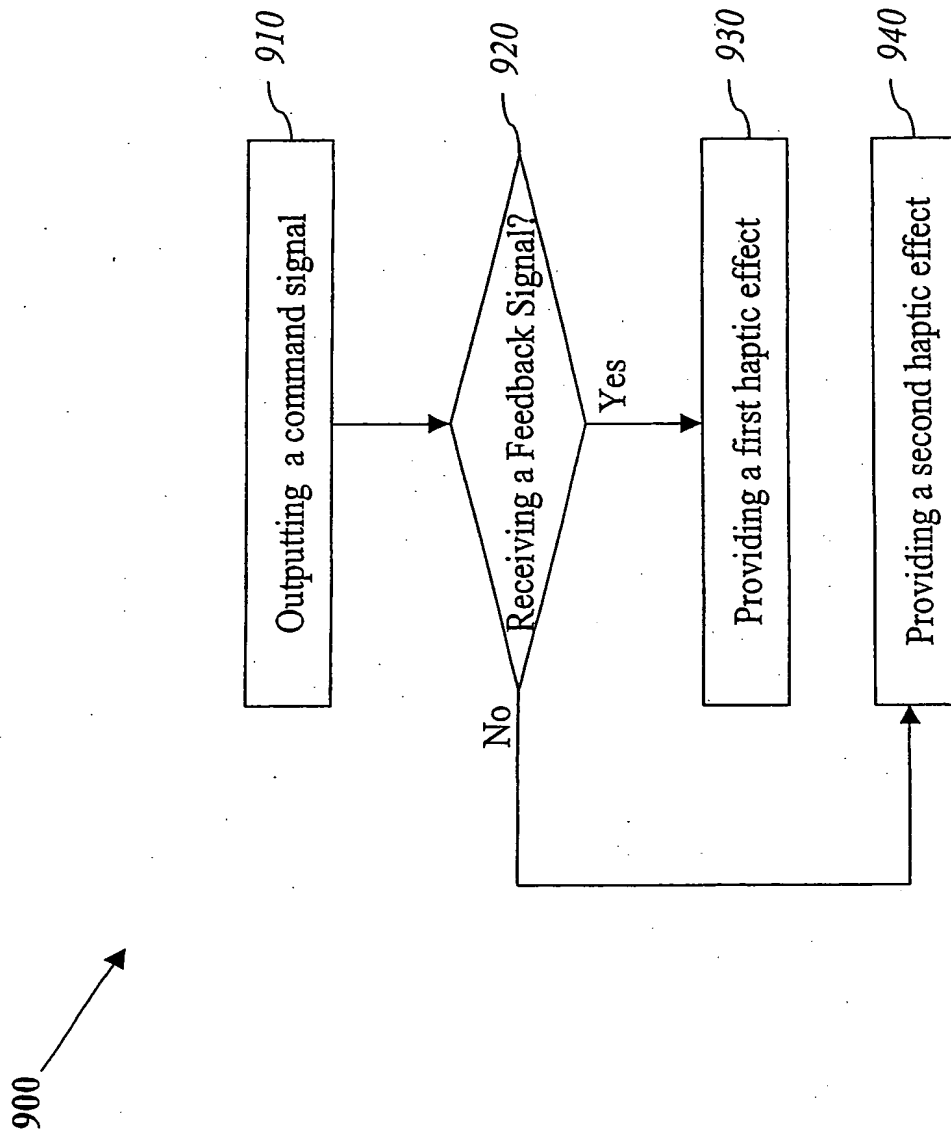 900
Outputting a command signal
910
Receiving a Feedback Signal?
920
No
Yes
Providing a first haptic effect
930
Providing a second haptic effect
940